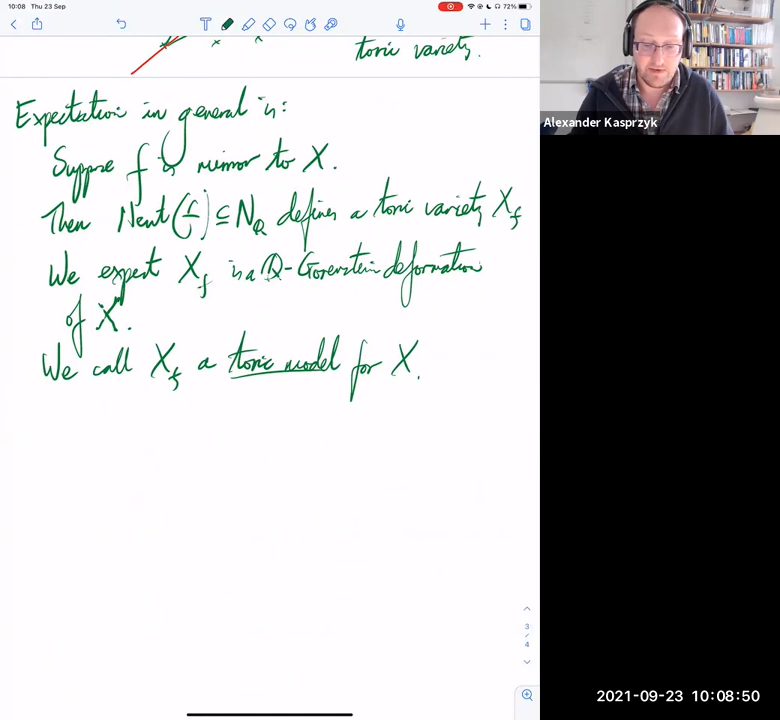 10:08 Thu 23 Sep
72%
toric variety.
Expectation in general is:
Suppose f is mirror to X.
Then Newt(f) ⊆ N_Q defines a toric variety X_f
We expect X_f is a Q-Gorenstein deformation
of X.
We call X_f a toric model for X.
3
/
4
Alexander Kasprzyk
2021-09-23 10:08:50